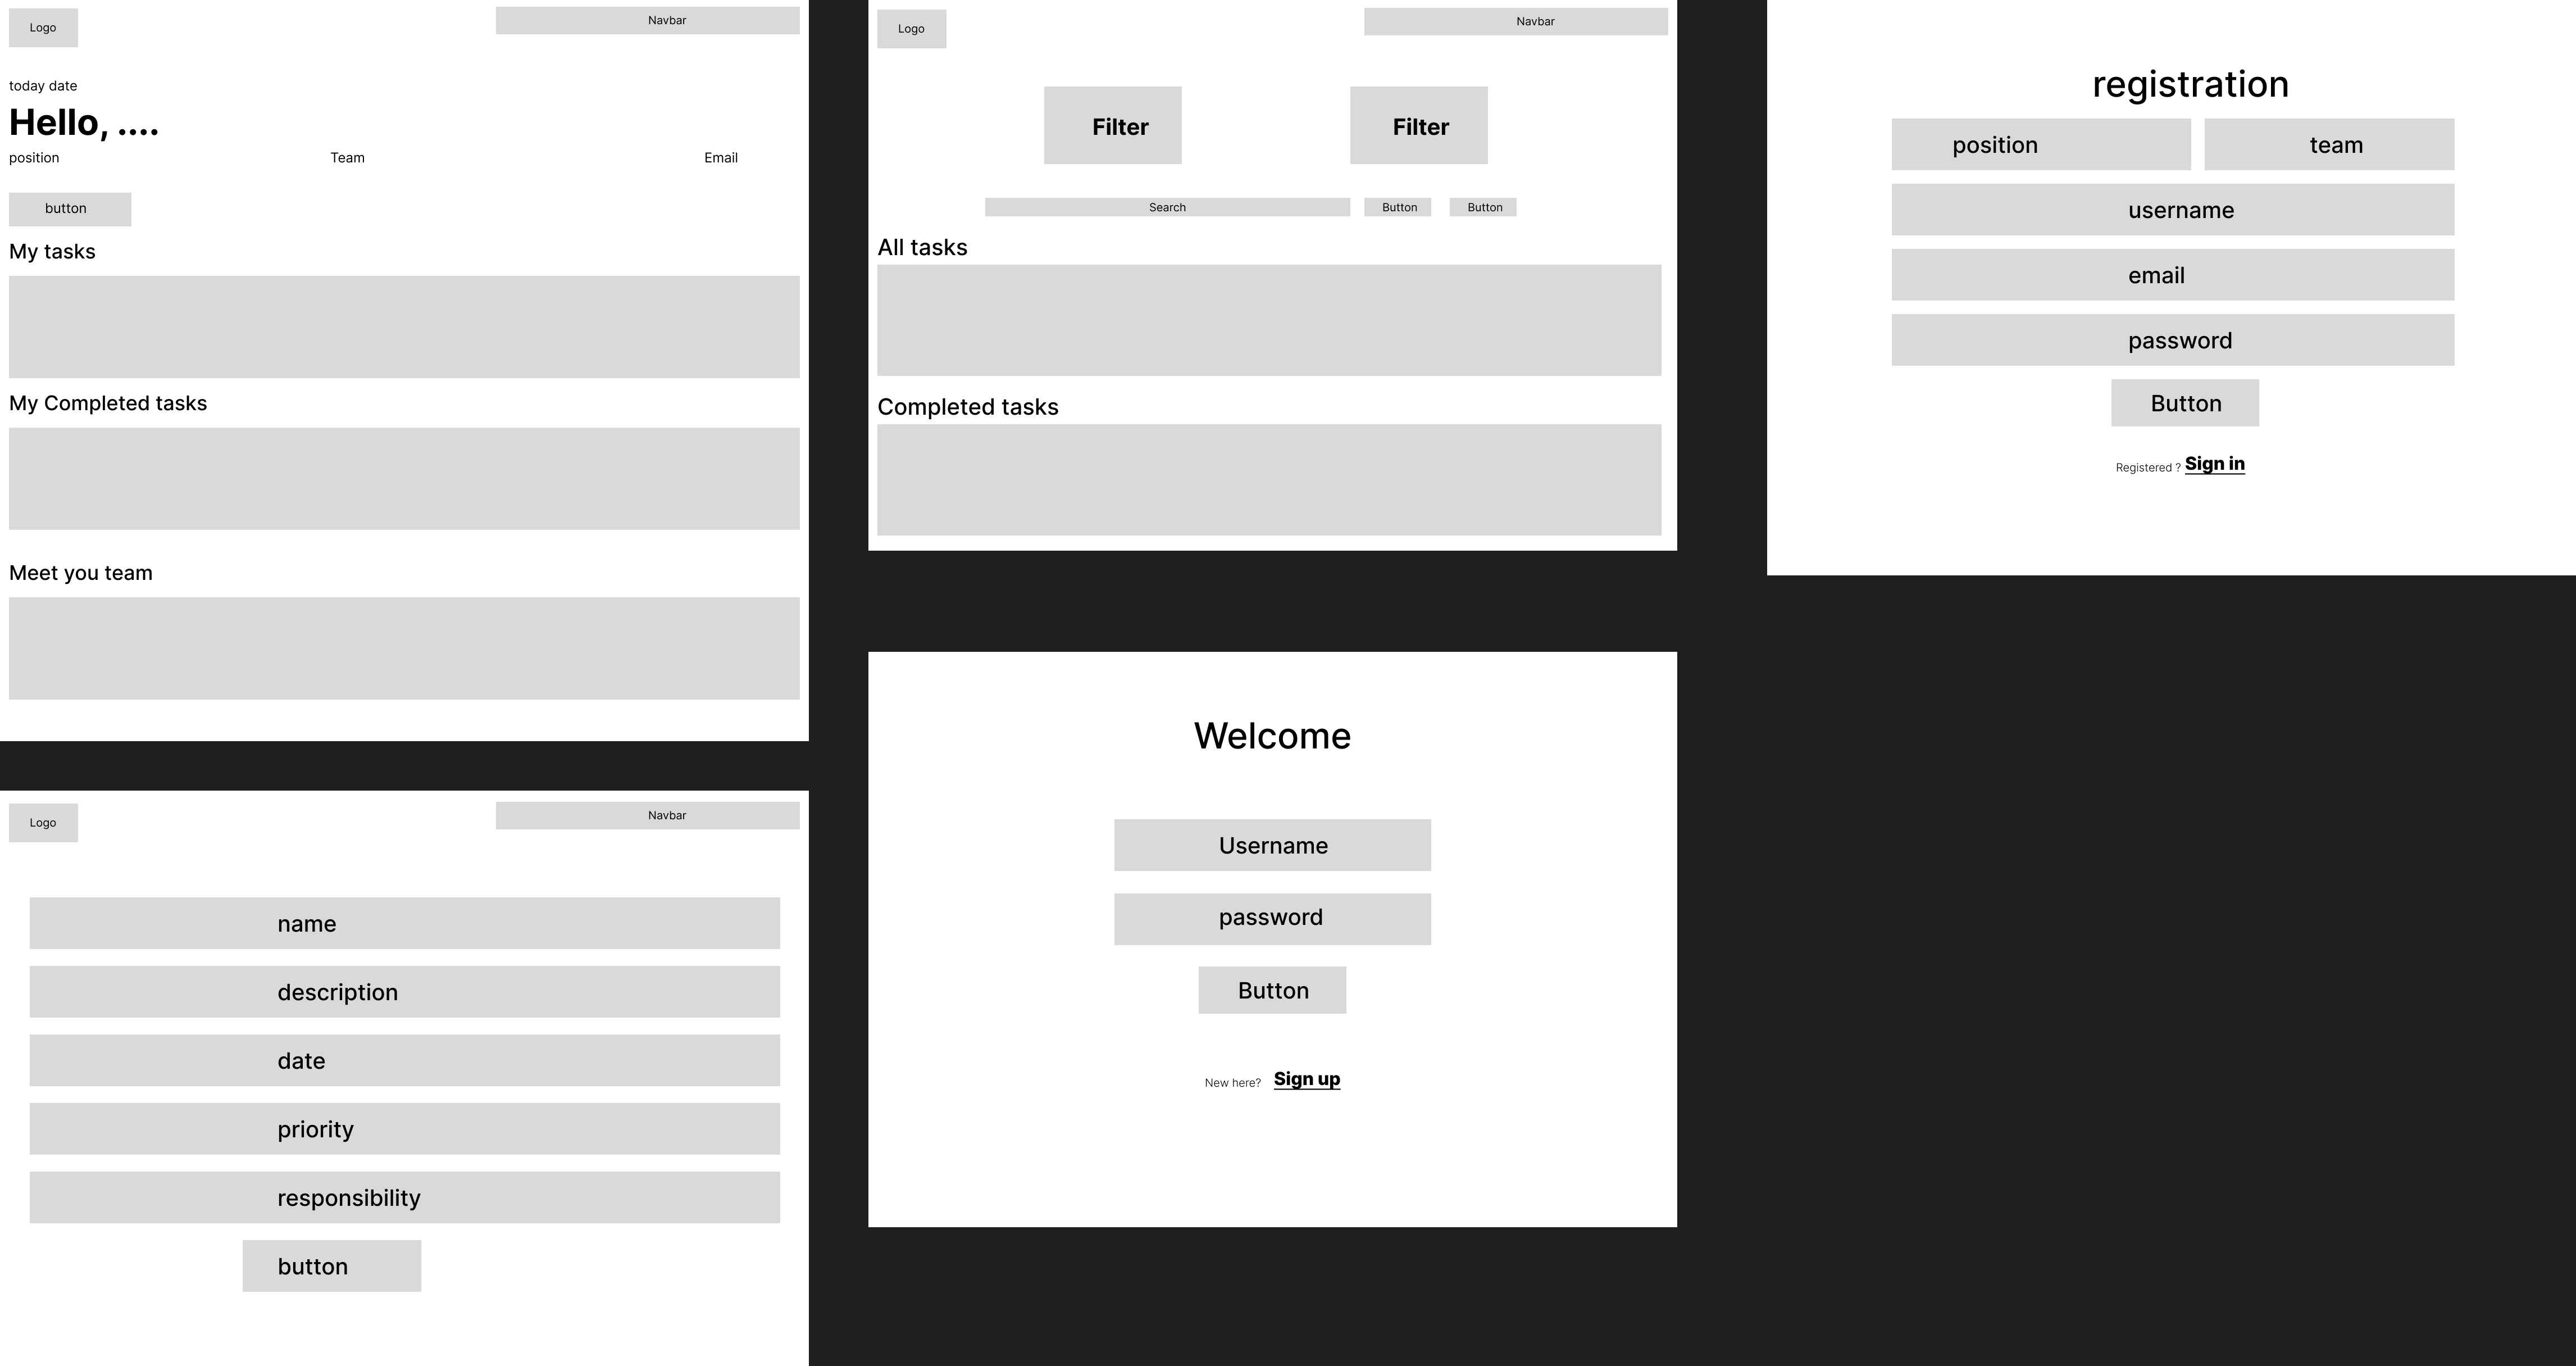 Logo
Navbar
today date
Hello, ....
position Team Email
button
My tasks
My Completed tasks
Meet you team
Logo
Navbar
Filter Filter
Search Button Button
All tasks
Completed tasks
registration
position team
username
email
password
Button
Registered ? Sign in
Logo
Navbar
name
description
date
priority
responsibility
button
Welcome
Username
password
Button
New here? Sign up